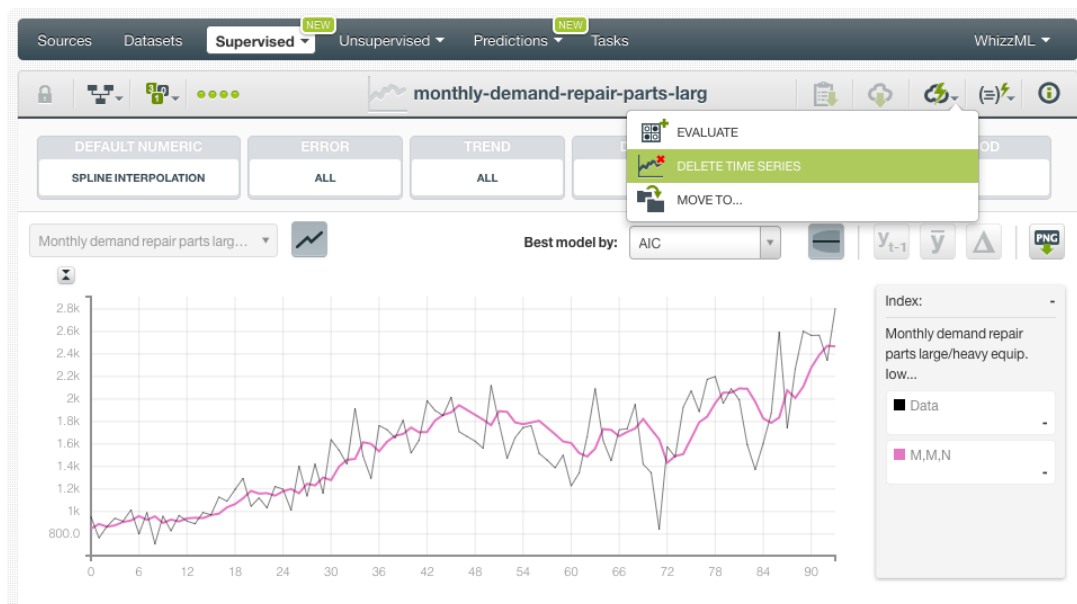 NEW NEW
Sources Datasets Supervised Unsupervised Predictions Tasks WhizzML
monthly-demand-repair-parts-larg
EVALUATE
DELETE TIME SERIES
MOVE TO...
DEFAULT NUMERIC ERROR TREND D OD
SPLINE INTERPOLATION ALL ALL
Monthly demand repair parts larg... Best model by: AIC yt-1 y Δ PNG
Index: -
Monthly demand repair
parts large/heavy equip.
low...
Data
-
M,M,N
-
2.8k
2.6k
2.4k
2.2k
2k
1.8k
1.6k
1.4k
1.2k
1k
800.0
0 6 12 18 24 30 36 42 48 54 60 66 72 78 84 90